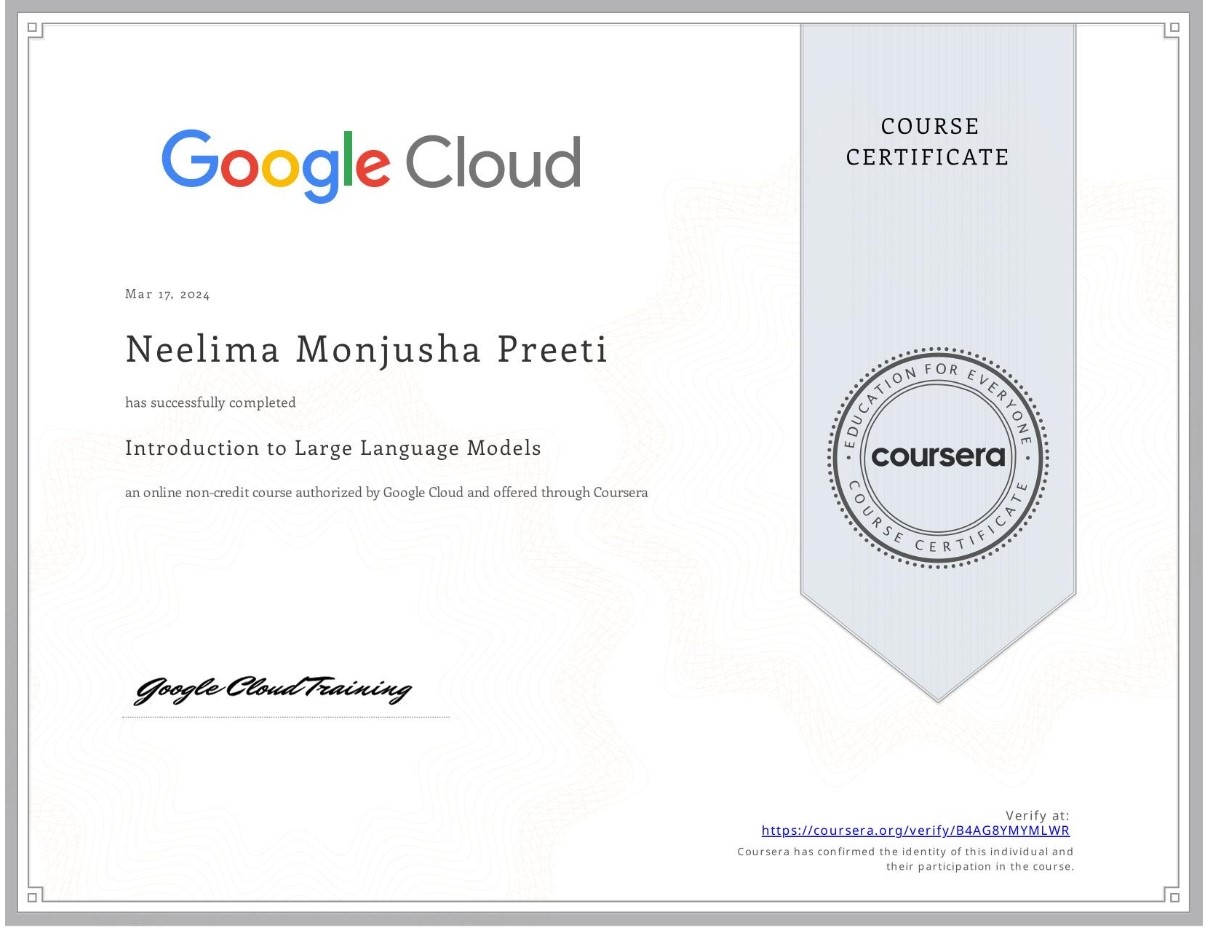 Google Cloud
COURSE
CERTIFICATE
Mar 17, 2024
Neelima Monjusha Preeti
has successfully completed
Introduction to Large Language Models
an online non-credit course authorized by Google Cloud and offered through Coursera
EDUCATION FOR EVERYONE
coursera
COURSE CERTIFICATE
Google Cloud Training
Verify at:
https://coursera.org/verify/B4AG8YMYMLWR
Coursera has confirmed the identity of this individual and
their participation in the course.